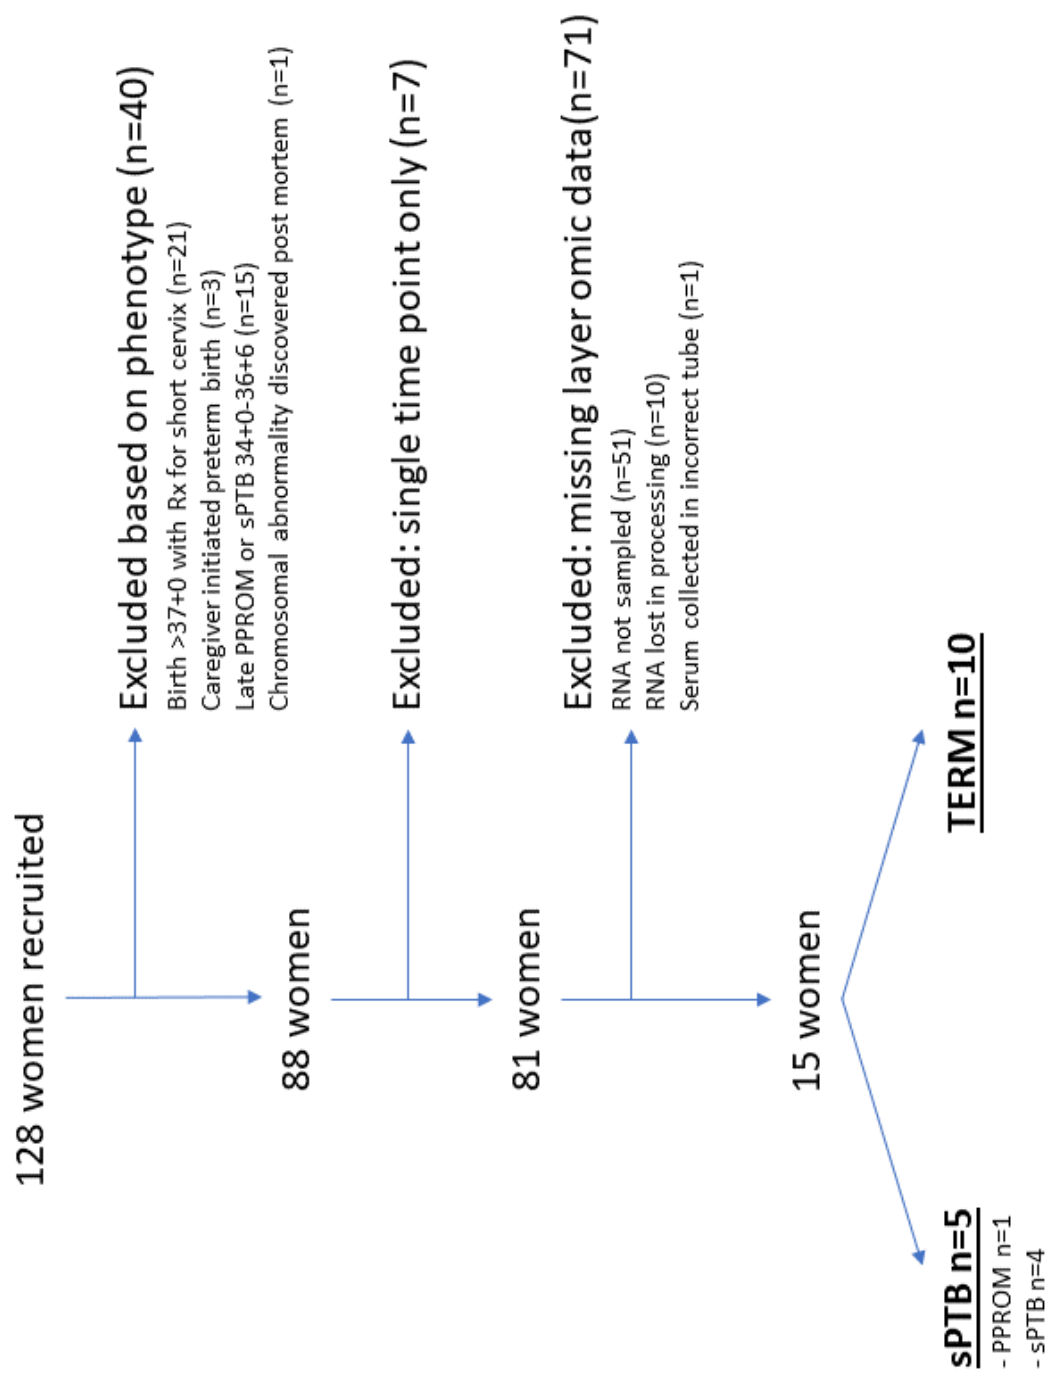 128 women recruited
Excluded based on phenotype (n=40)
Birth >37+0 with Rx for short cervix (n=21)
Caregiver initiated preterm birth (n=3)
Late PPROM or sPTB 34+0-36+6 (n=15)
Chromosomal abnormality discovered post mortem (n=1)
88 women
Excluded: single time point only (n=7)
81 women
Excluded: missing layer omic data(n=71)
RNA not sampled (n=51)
RNA lost in processing (n=10)
Serum collected in incorrect tube (n=1)
15 women
sPTB n=5
- PPROM n=1
- sPTB n=4
TERM n=10